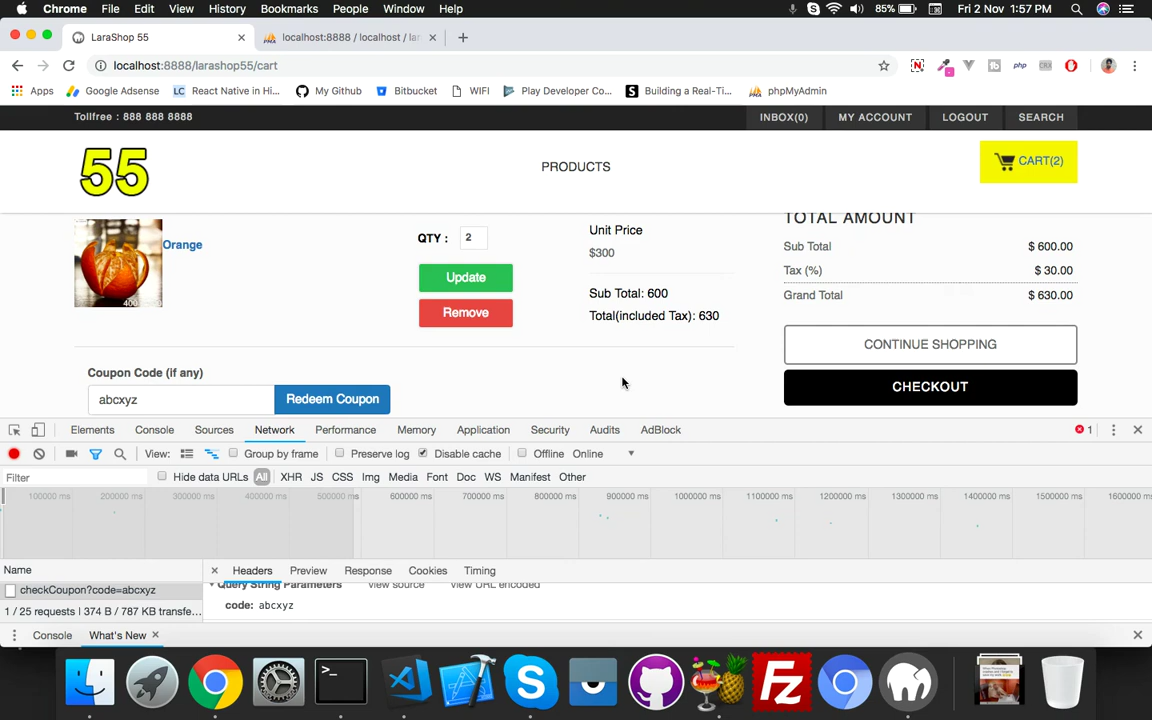 Chrome File Edit View History Bookmarks People Window Help 85% Fri 2 Nov 1:57 PM
LaraShop 55 localhost:8888 / localhost / lar
localhost:8888/larashop55/cart
Apps Google Adsense LC React Native in Hi... My Github Bitbucket WIFI Play Developer Co... S Building a Real-Ti... phpMyAdmin
Tollfree : 888 888 8888 INBOX(0) MY ACCOUNT LOGOUT SEARCH
55 PRODUCTS CART(2)
TOTAL AMOUNT
Orange QTY : 2 Unit Price
$300
Sub Total $ 600.00
Tax (%) $ 30.00
Grand Total $ 630.00
400
Update
Remove
Sub Total: 600
Total(included Tax): 630
CONTINUE SHOPPING
CHECKOUT
Coupon Code (if any)
abcxyz Redeem Coupon
Elements Console Sources Network Performance Memory Application Security Audits AdBlock 1
View: Group by frame Preserve log Disable cache Offline Online
Filter Hide data URLs All XHR JS CSS Img Media Font Doc WS Manifest Other
100000 ms 200000 ms 300000 ms 400000 ms 500000 ms 600000 ms 700000 ms 800000 ms 900000 ms 1000000 ms 1100000 ms 1200000 ms 1300000 ms 1400000 ms 1500000 ms 1600000 ms
Name Headers Preview Response Cookies Timing
checkCoupon?code=abcxyz Query String Parameters view source view URL encoded
code: abcxyz
1 / 25 requests | 374 B / 787 KB transfe...
Console What's New